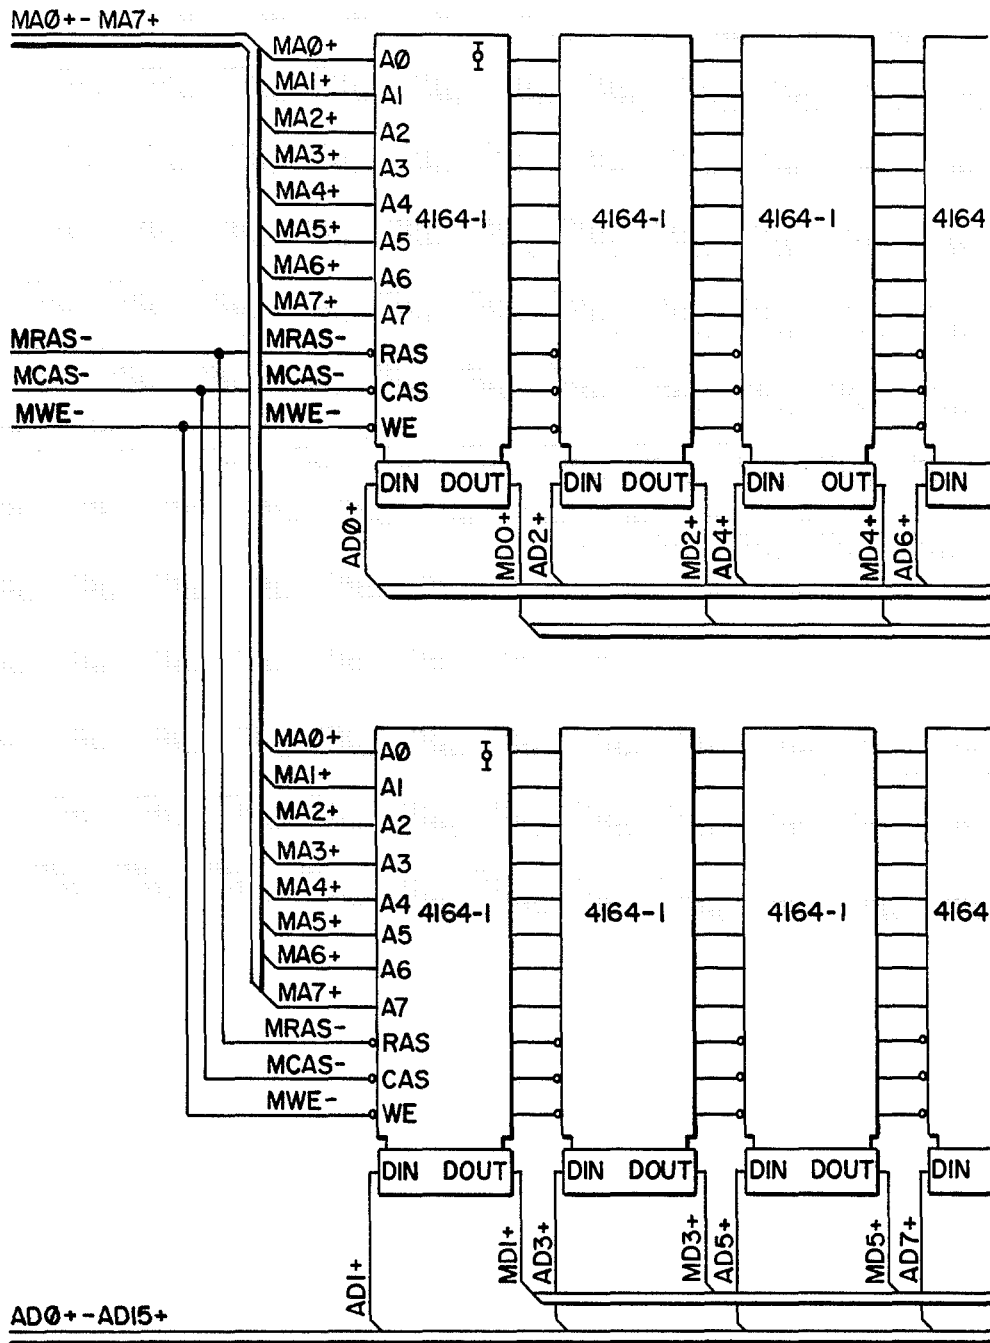 MAØ+- MA7+
MAØ+ AØ
MA1+ A1
MA2+ A2
MA3+ A3
MA4+ A4 4164-1 4164-1 4164-1 4164
MA5+ A5
MA6+ A6
MA7+ A7
MRAS- MRAS- RAS
MCAS- MCAS- CAS
MWE- MWE- WE
DIN DOUT DIN DOUT DIN OUT DIN
ADØ+ MDO+ AD2+ MD2+ AD4+ MD4+ AD6+
MAØ+ AØ
MA1+ A1
MA2+ A2
MA3+ A3
MA4+ A4 4164-1 4164-1 4164-1 4164
MA5+ A5
MA6+ A6
MA7+ A7
MRAS- RAS
MCAS- CAS
MWE- WE
DIN DOUT DIN DOUT DIN DOUT DIN
AD1+ MD1+ AD3+ MD3+ AD5+ MD5+ AD7+
ADØ+-AD15+